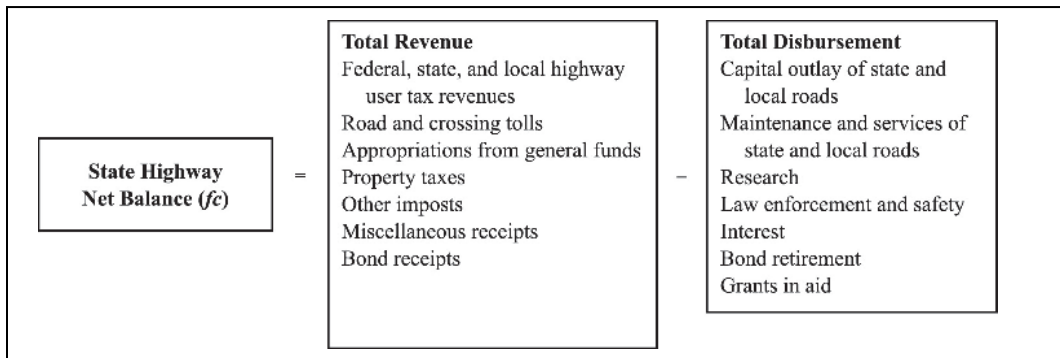 State Highway
Net Balance (fc)
=
Total Revenue
Federal, state, and local highway
user tax revenues
Road and crossing tolls
Appropriations from general funds
Property taxes
Other imposts
Miscellaneous receipts
Bond receipts
–
Total Disbursement
Capital outlay of state and
local roads
Maintenance and services of
state and local roads
Research
Law enforcement and safety
Interest
Bond retirement
Grants in aid